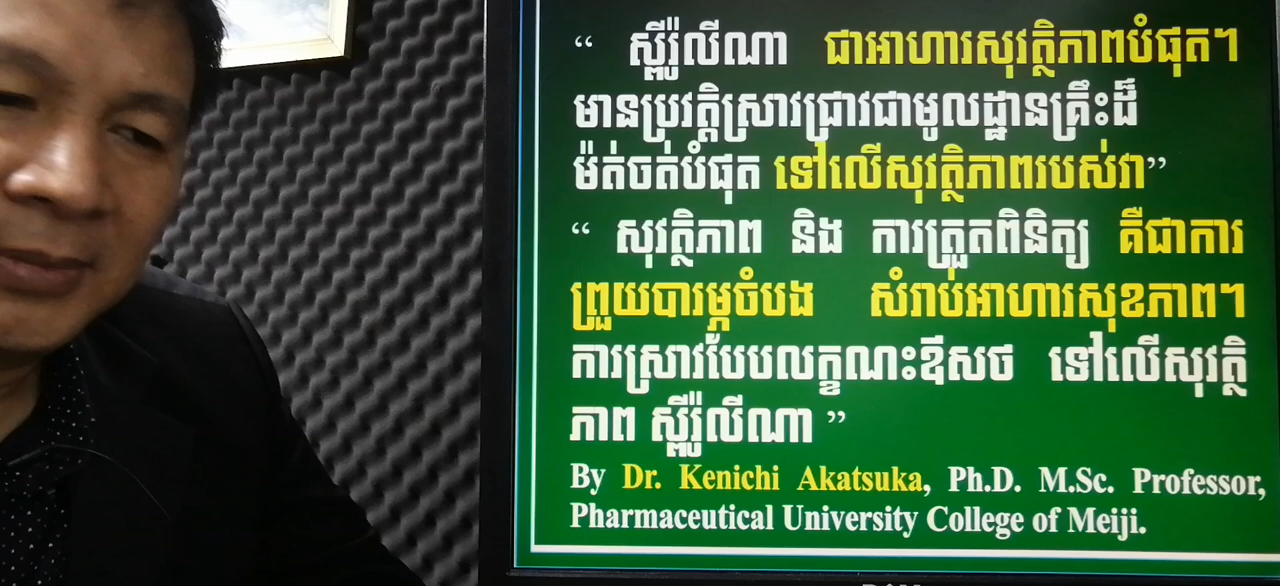 “ ស្ពីរ៉ូលីណា ជាអាហារសុវត្ថិភាពបំផុត។
មានប្រវត្តិស្រាវជ្រាវជាមូលដ្ឋានគ្រឹះដ៏
ម៉ត់ចត់បំផុត ទៅលើសុវត្ថិភាពរបស់វា”
“ សុវត្ថិភាព និង ការត្រួតពិនិត្យ គឺជាការ
ព្រួយបារម្ភចំបង សំរាប់អាហារសុខភាព។
ការស្រាវបែបលក្ខណះឱសថ ទៅលើសុវត្ថិ
ភាព ស្ពីរ៉ូលីណា ”
By Dr. Kenichi Akatsuka, Ph.D. M.Sc. Professor,
Pharmaceutical University College of Meiji.